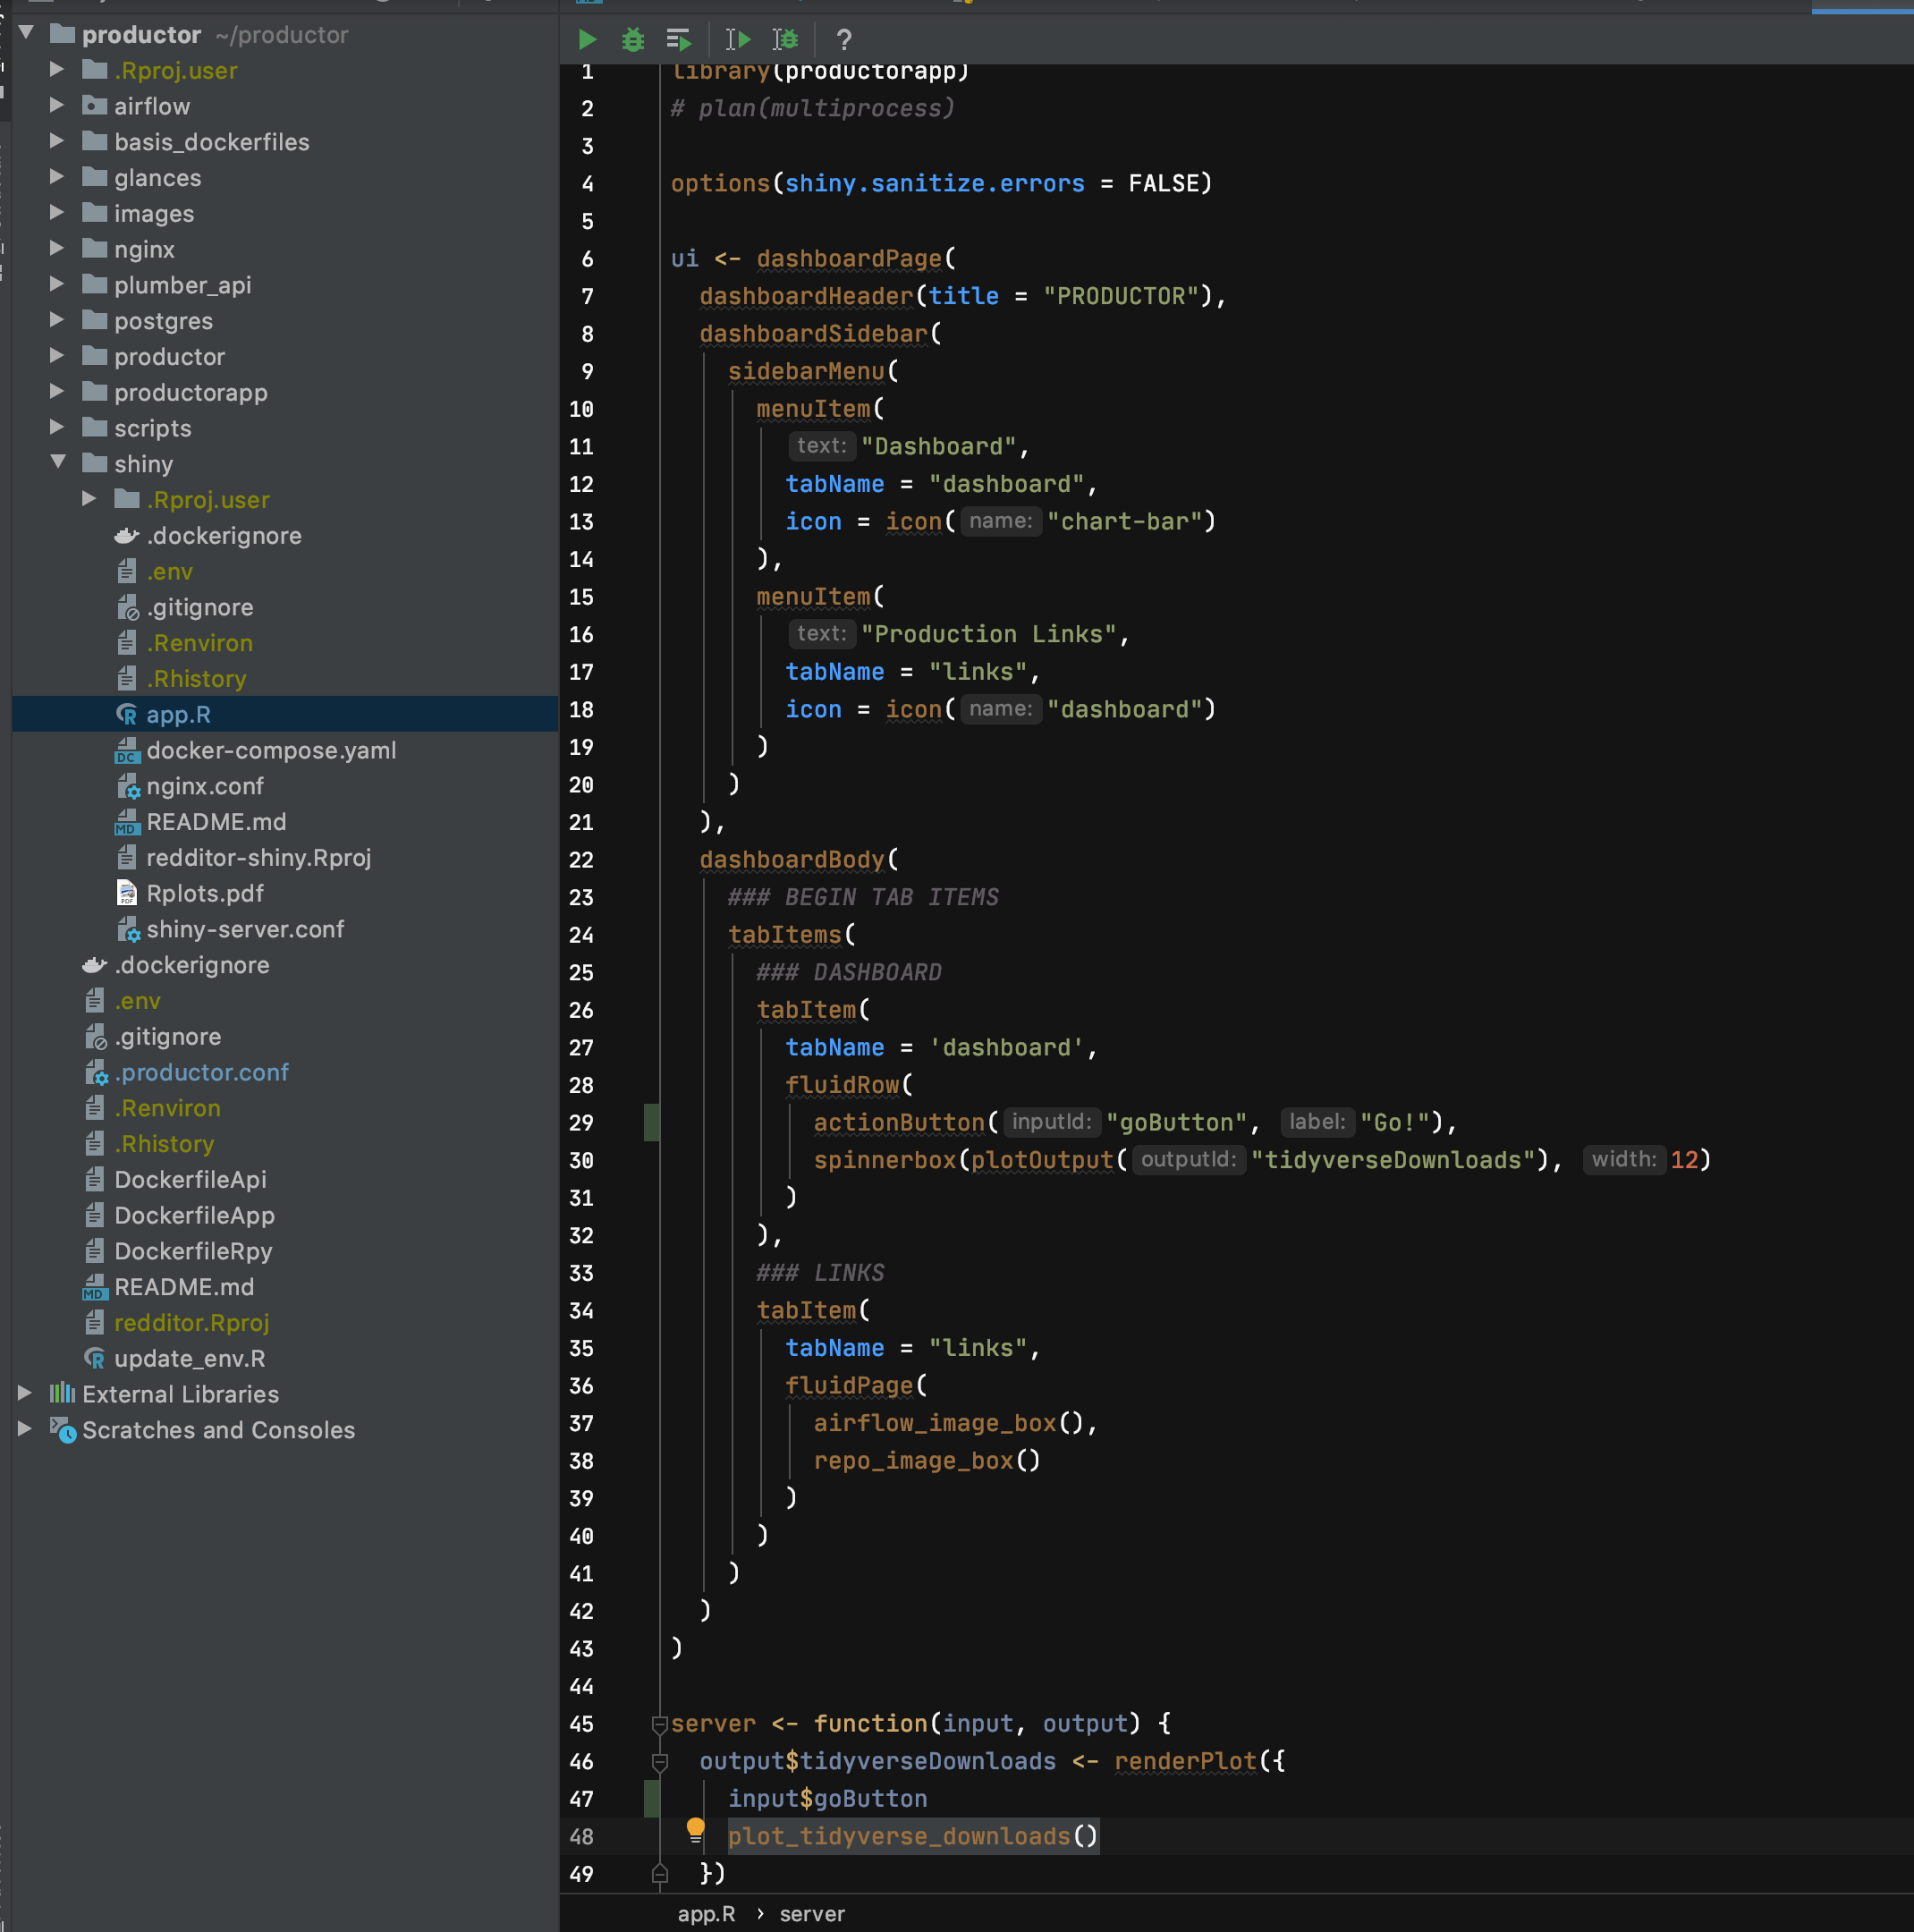 productor ~/productor
.Rproj.user
airflow
basis_dockerfiles
glances
images
nginx
plumber_api
postgres
productor
productorapp
scripts
shiny
.Rproj.user
.dockerignore
.env
.gitignore
.Renviron
.Rhistory
app.R
docker-compose.yaml
nginx.conf
README.md
redditor-shiny.Rproj
Rplots.pdf
shiny-server.conf
.dockerignore
.env
.gitignore
.productor.conf
.Renviron
.Rhistory
DockerfileApi
DockerfileApp
DockerfileRpy
README.md
redditor.Rproj
update_env.R
External Libraries
Scratches and Consoles
1 library(productorapp)
2 # plan(multiprocess)
3
4 options(shiny.sanitize.errors = FALSE)
5
6 ui <- dashboardPage(
7 dashboardHeader(title = "PRODUCTOR"),
8 dashboardSidebar(
9 sidebarMenu(
10 menuItem(
11 text: "Dashboard",
12 tabName = "dashboard",
13 icon = icon( name: "chart-bar")
14 ),
15 menuItem(
16 text: "Production Links",
17 tabName = "links",
18 icon = icon( name: "dashboard")
19 )
20 )
21 ),
22 dashboardBody(
23 ### BEGIN TAB ITEMS
24 tabItems(
25 ### DASHBOARD
26 tabItem(
27 tabName = 'dashboard',
28 fluidRow(
29 actionButton( inputId: "goButton", label: "Go!"),
30 spinnerbox(plotOutput( outputId: "tidyverseDownloads"), width: 12)
31 )
32 ),
33 ### LINKS
34 tabItem(
35 tabName = "links",
36 fluidPage(
37 airflow_image_box(),
38 repo_image_box()
39 )
40 )
41 )
42 )
43 )
44
45 server <- function(input, output) {
46 output$tidyverseDownloads <- renderPlot({
47 input$goButton
48 plot_tidyverse_downloads()
49 })
app.R › server